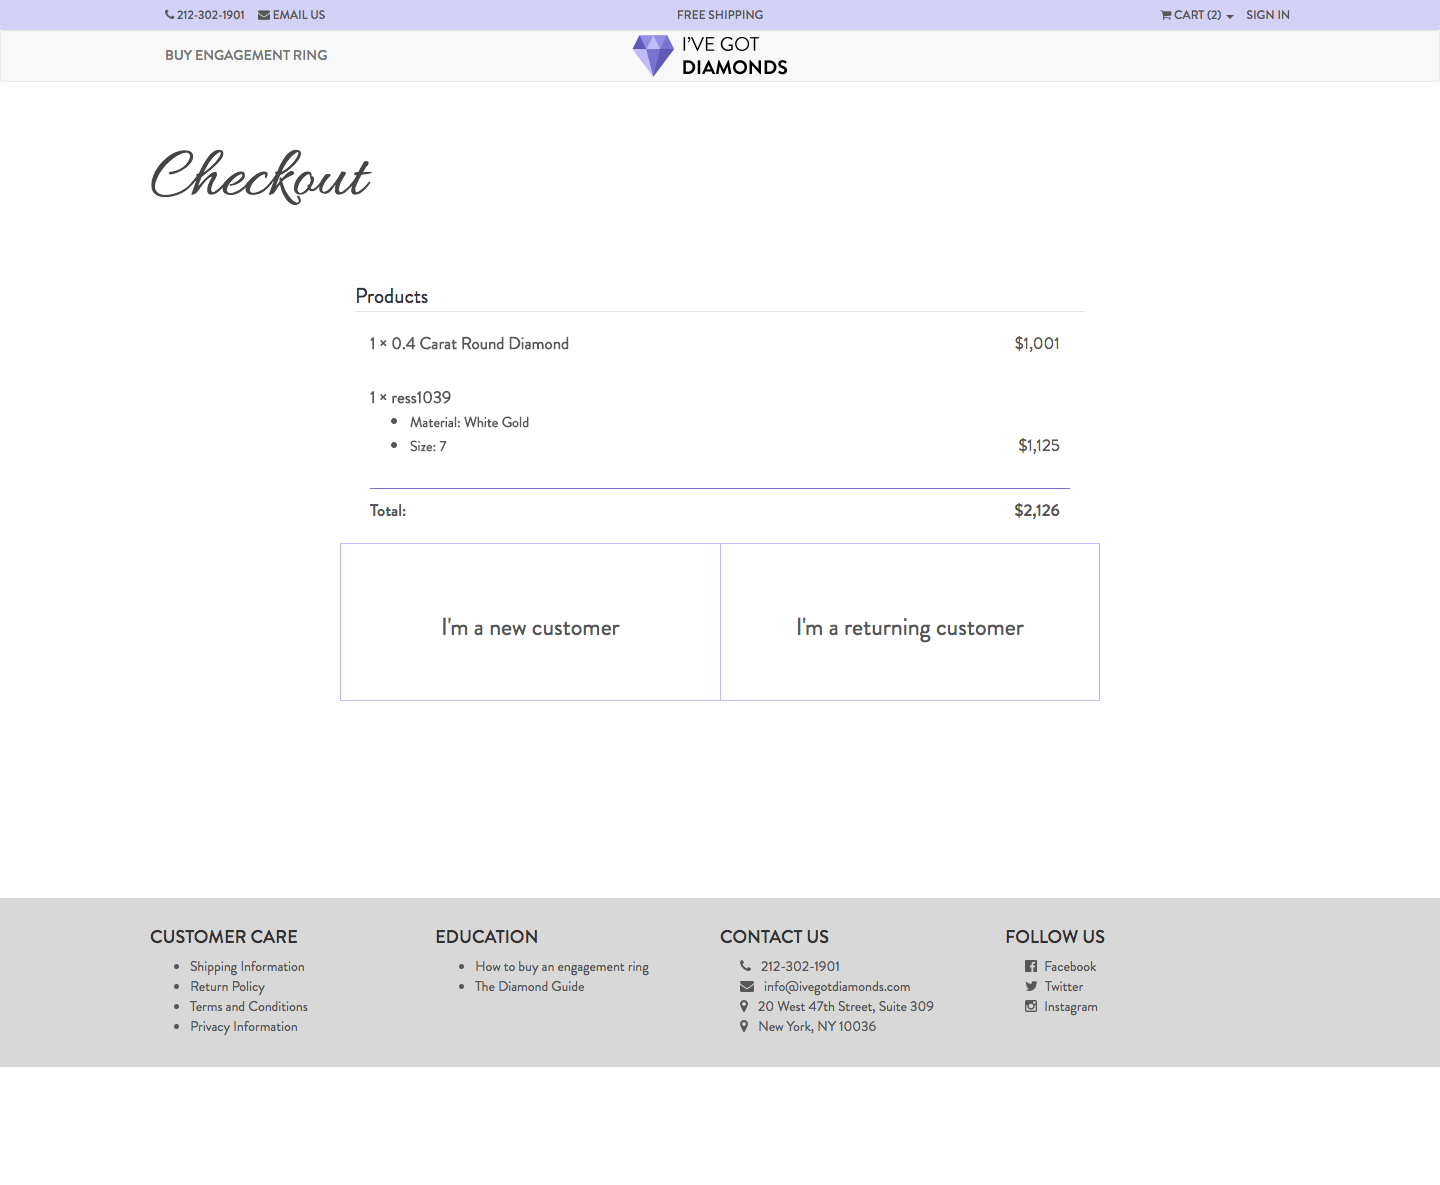 212-302-1901 EMAIL US FREE SHIPPING CART (2) SIGN IN
BUY ENGAGEMENT RING
I'VE GOT
DIAMONDS
Checkout
Products
1 × 0.4 Carat Round Diamond $1,001
1 × ress1039
Material: White Gold
Size: 7 $1,125
Total: $2,126
I'm a new customer I'm a returning customer
CUSTOMER CARE
Shipping Information
Return Policy
Terms and Conditions
Privacy Information
EDUCATION
How to buy an engagement ring
The Diamond Guide
CONTACT US
212-302-1901
info@ivegotdiamonds.com
20 West 47th Street, Suite 309
New York, NY 10036
FOLLOW US
Facebook
Twitter
Instagram